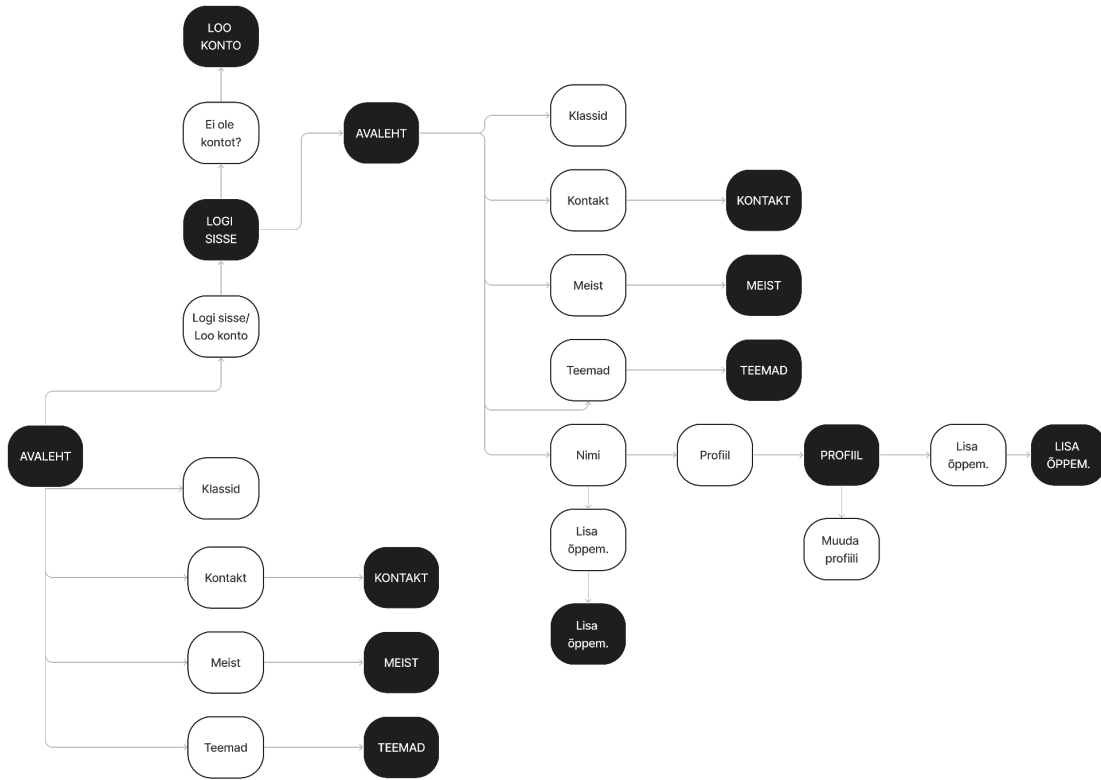 LOO
KONTO
Ei ole
kontot?
AVALEHT
Klassid
LOGI
SISSE
Kontakt
KONTAKT
Logi sisse/
Loo konto
Meist
MEIST
Teemad
TEEMAD
AVALEHT
Nimi
Profiil
PROFIIL
Lisa
õppem.
LISA
ÕPPEM.
Klassid
Lisa
õppem.
Muuda
profiili
Kontakt
KONTAKT
Lisa
õppem.
Meist
MEIST
Teemad
TEEMAD